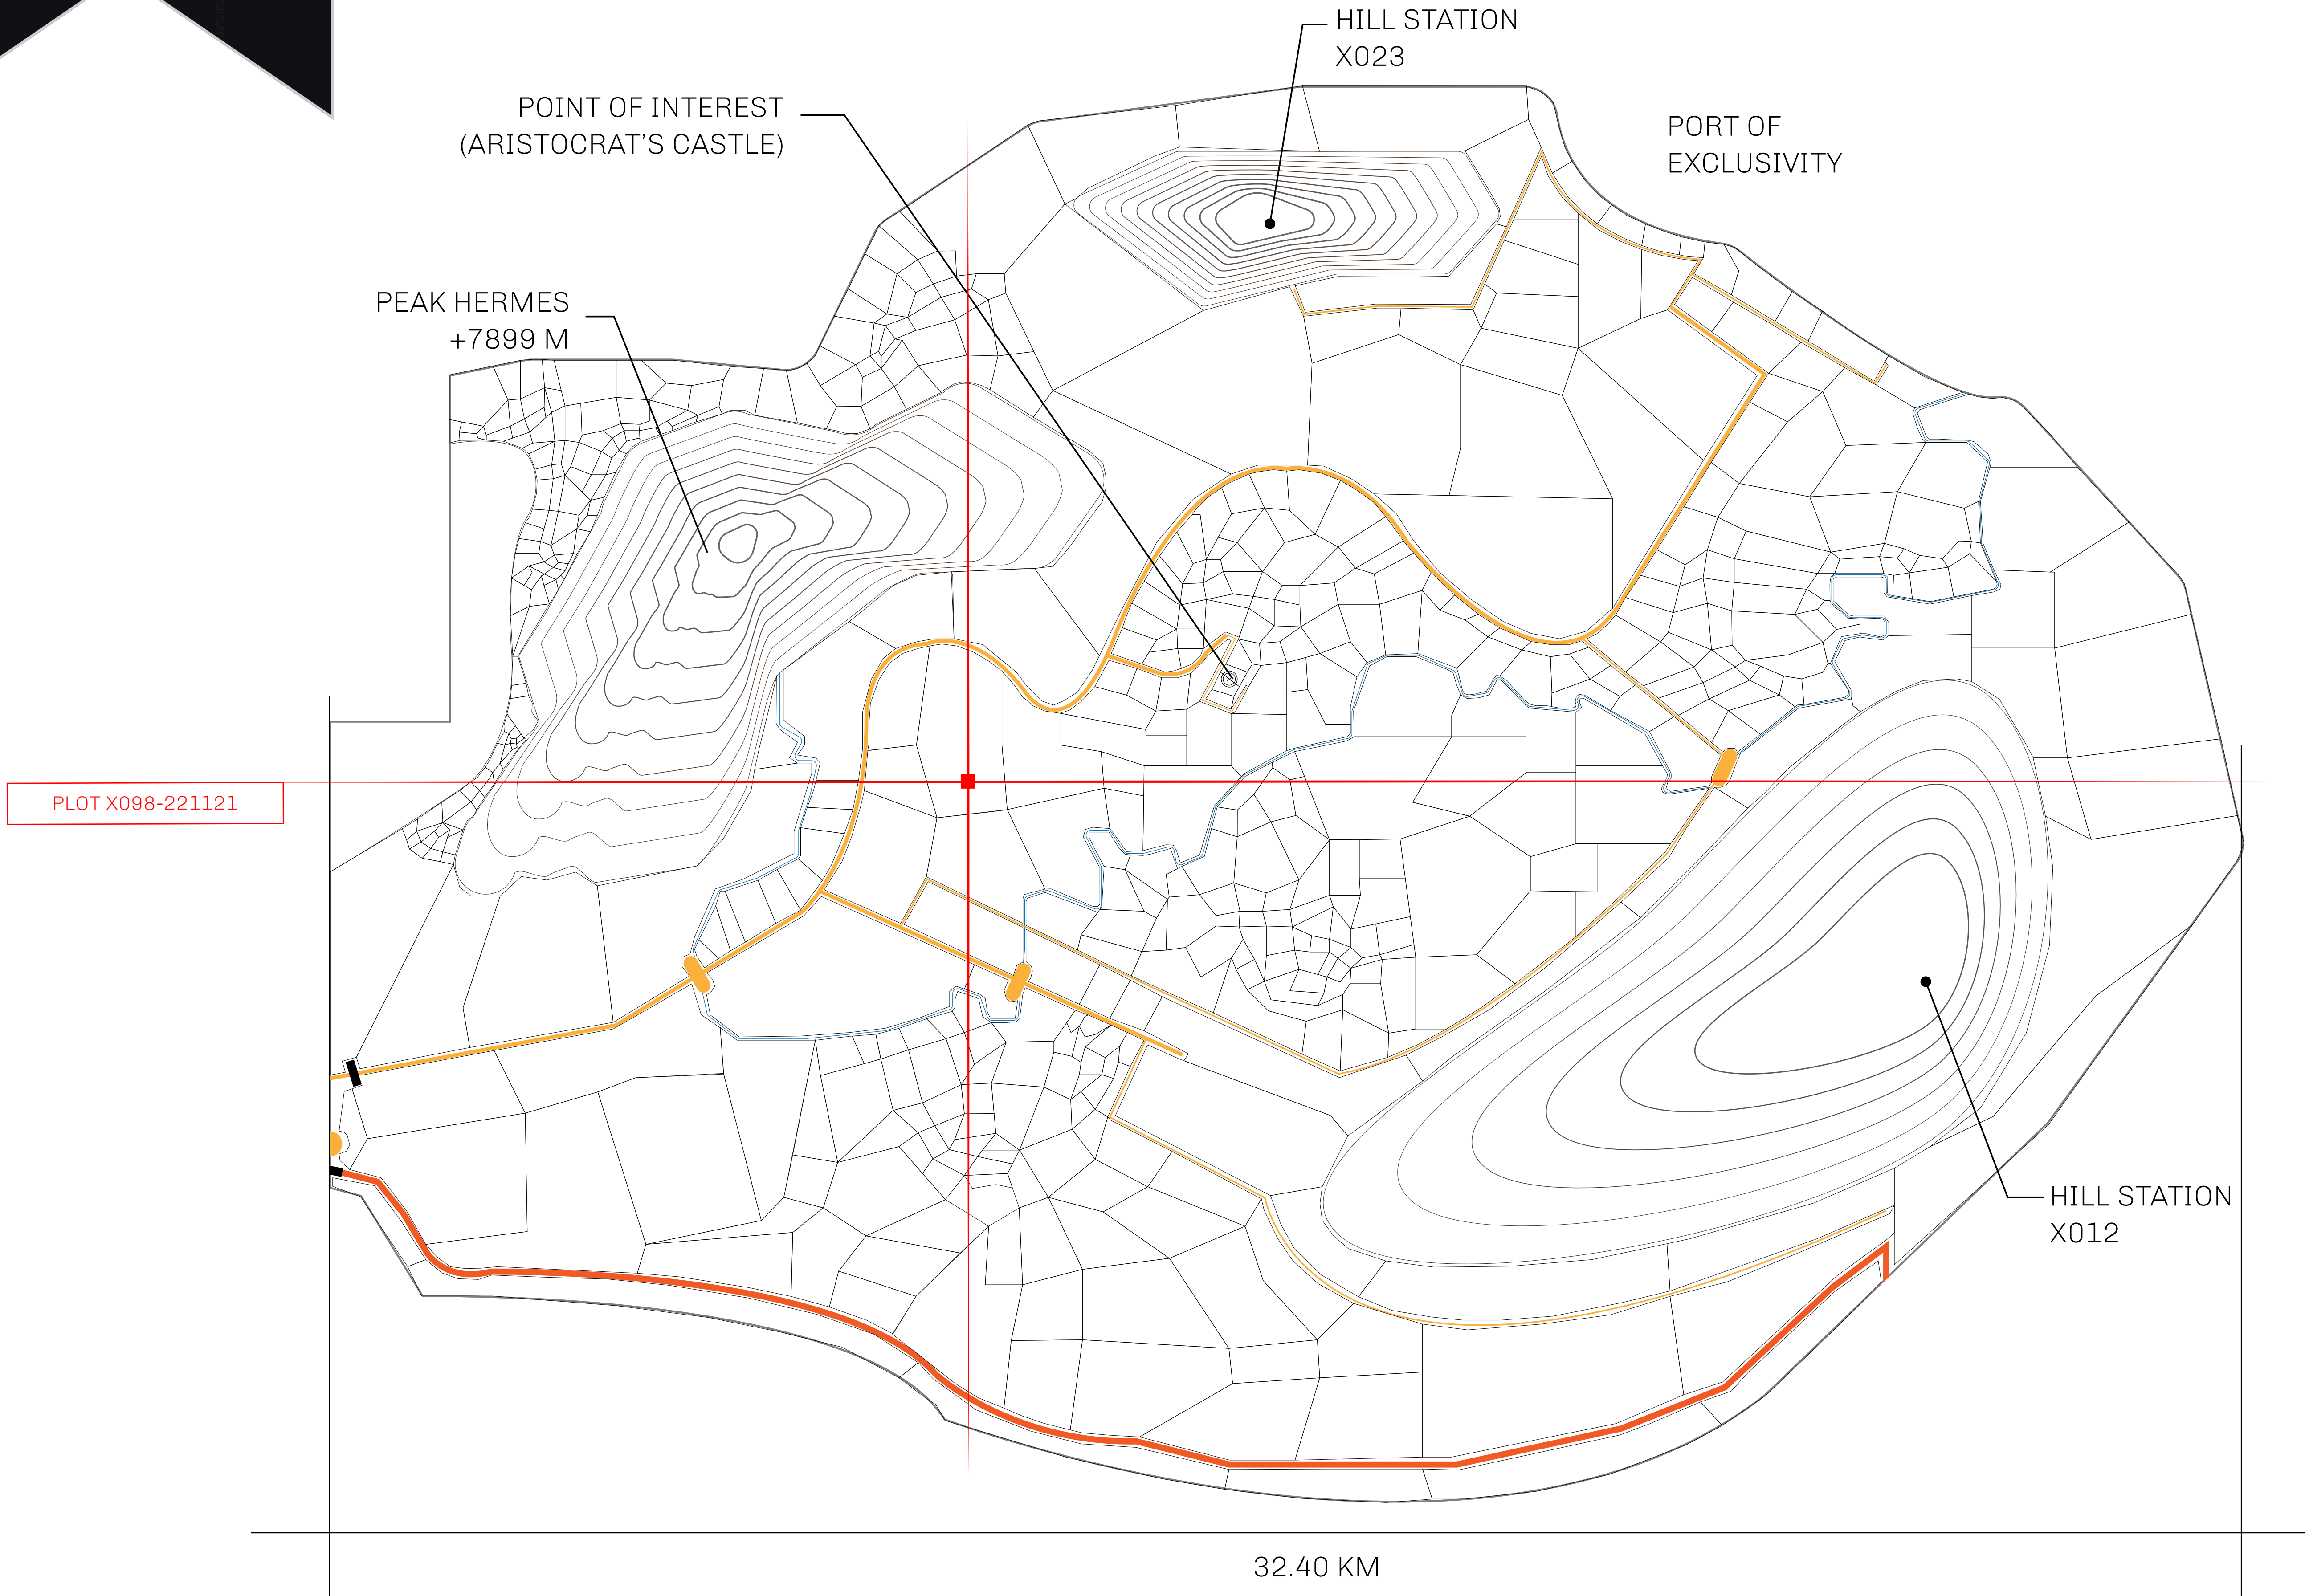 HILL STATION
X023
POINT OF INTEREST
(ARISTOCRAT'S CASTLE)
PORT OF
EXCLUSIVITY
PEAK HERMES
+7899 M
PLOT X098-221121
HILL STATION
X012
32.40 KM